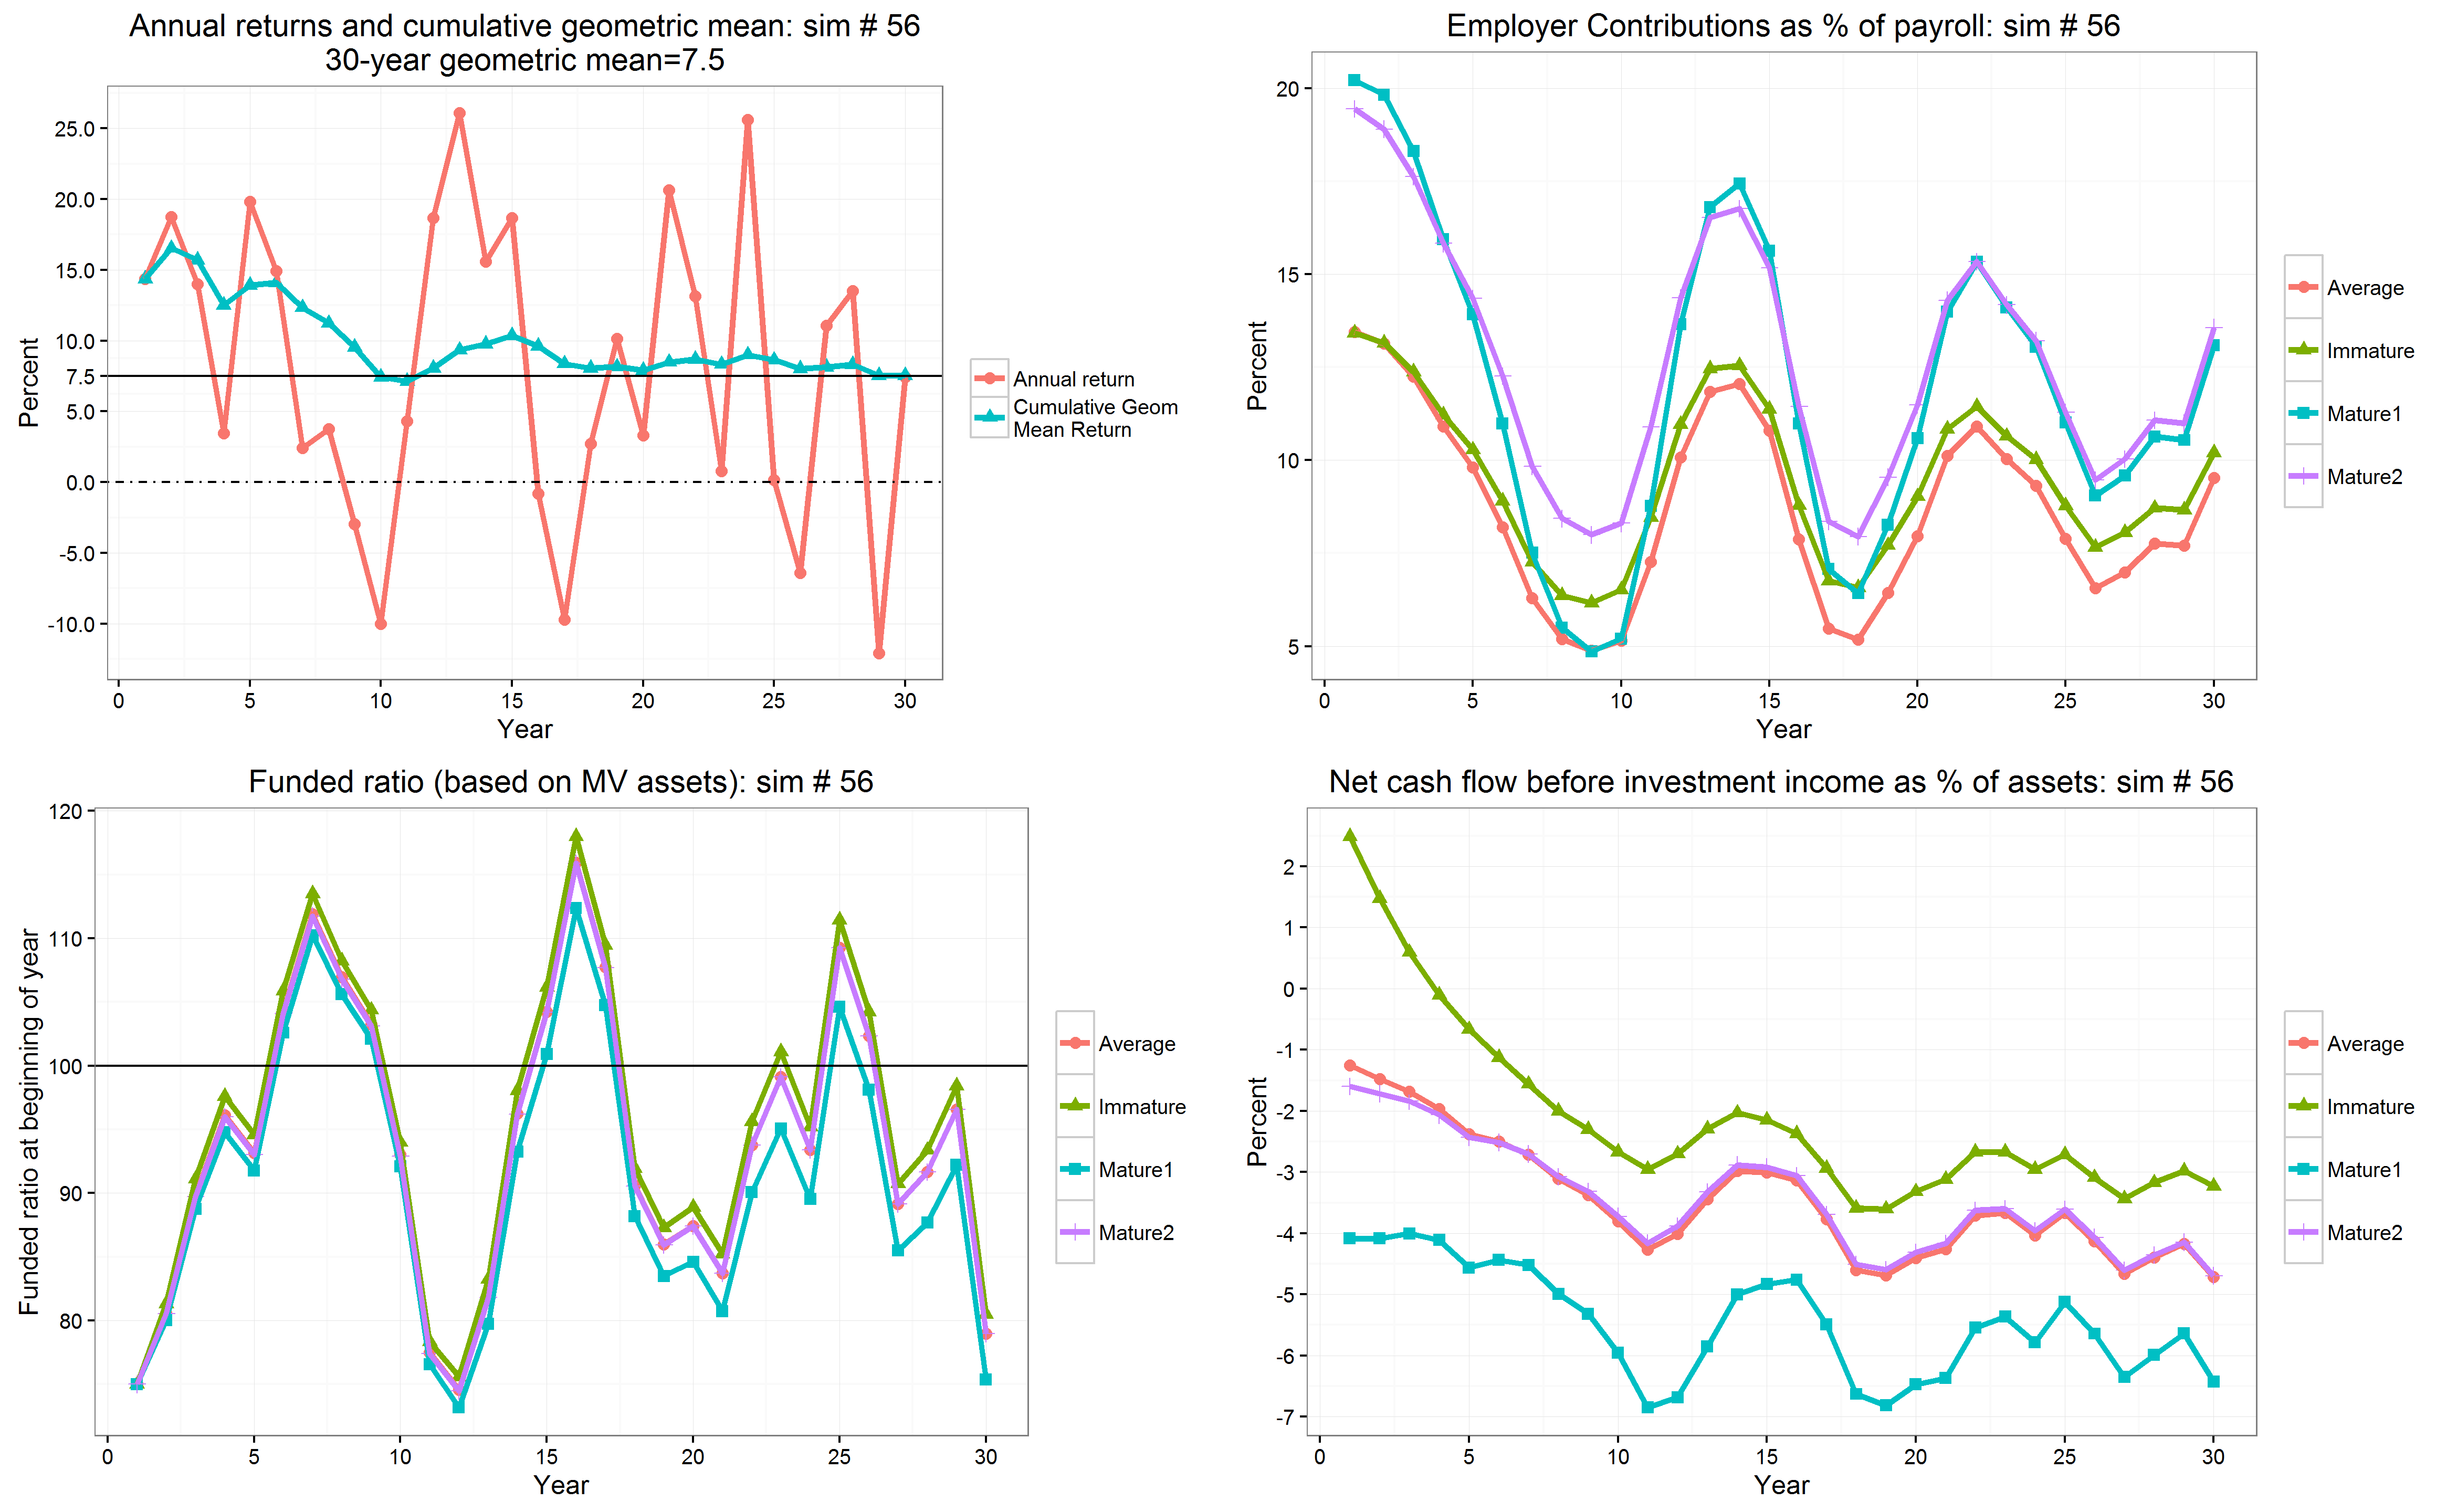 Annual returns and cumulative geometric mean: sim # 56
30-year geometric mean=7.5
Percent
25.0
20.0
15.0
10.0
7.5
5.0
0.0
-5.0
-10.0
0 5 10 15 20 25 30
Year
Annual return
Cumulative Geom
Mean Return
Employer Contributions as % of payroll: sim # 56
Percent
20
15
10
5
0 5 10 15 20 25 30
Year
Average
Immature
Mature1
Mature2
Funded ratio (based on MV assets): sim # 56
Funded ratio at beginning of year
120
110
100
90
80
0 5 10 15 20 25 30
Year
Average
Immature
Mature1
Mature2
Net cash flow before investment income as % of assets: sim # 56
Percent
2
1
0
-1
-2
-3
-4
-5
-6
-7
0 5 10 15 20 25 30
Year
Average
Immature
Mature1
Mature2